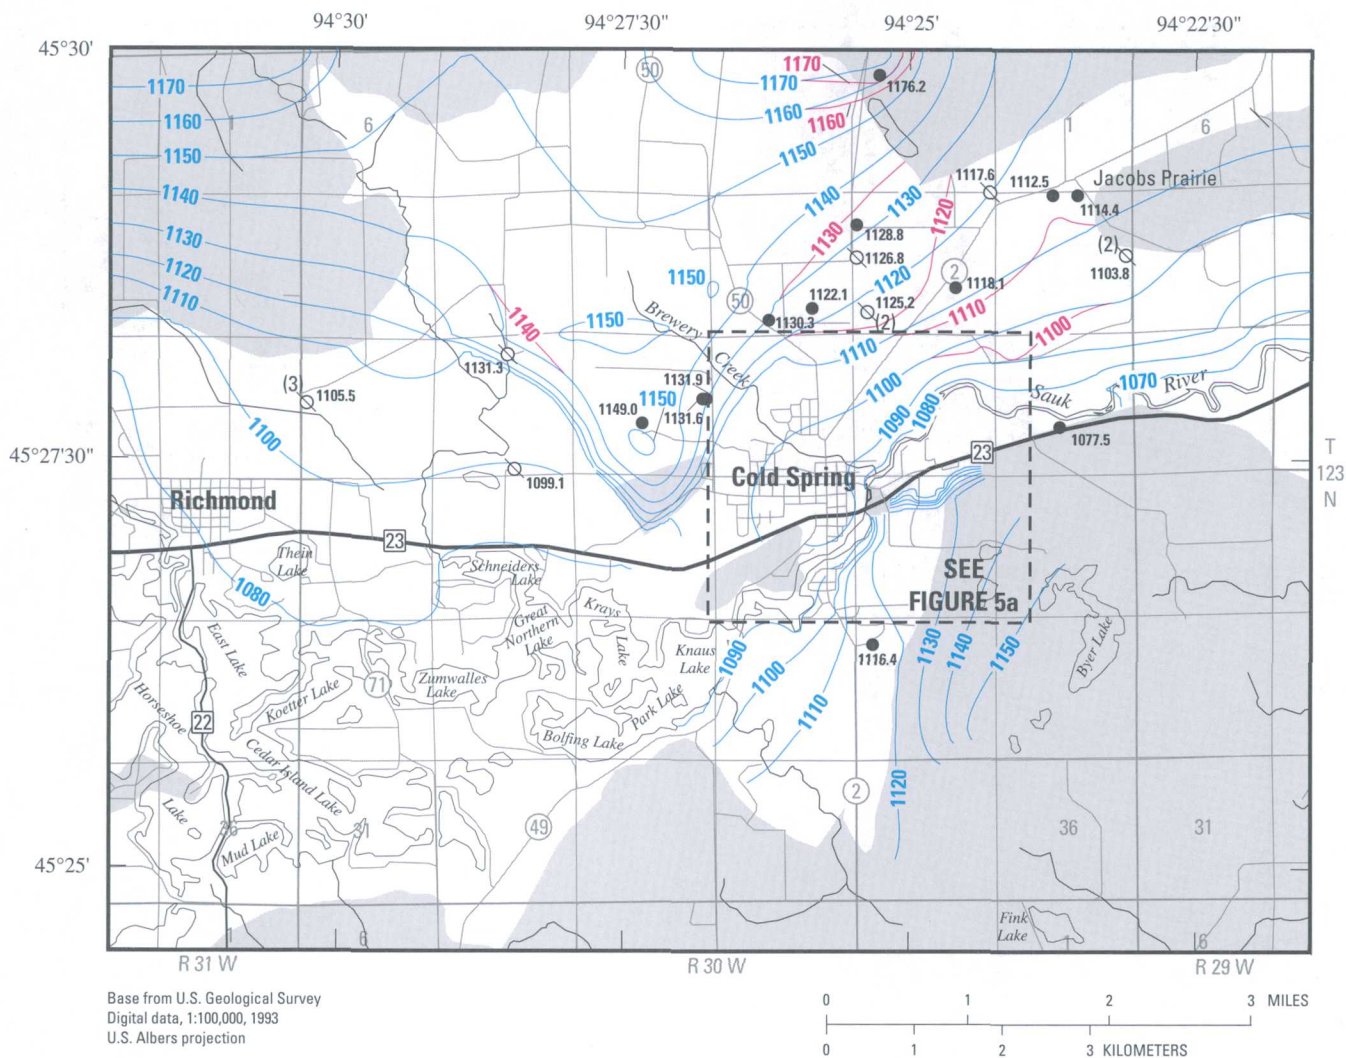 94°30'
94°27'30"
94°25'
94°22'30"
45°30'
45°27'30"
45°25'
1170
1160
1150
1140
1130
1120
1110
1
6
50
1170
1170
1160
1160
1150
1140
1130
1130
1120
1120
1176.2
1
6
1117.6
1112.5
Jacobs Prairie
1114.4
(2)
1103.8
1128.8
1126.8
2
1118.1
1110
1100
1122.1
1125.2
(2)
1130.3
50
1150
1150
Brewery
Creek
1140
1131.3
(3)
1105.5
1131.9
1150
1131.6
1149.0
1110
1100
1090
1080
Sauk
River
1070
1077.5
23
1100
1099.1
Richmond
Cold Spring
T
123
N
23
Thein
Lake
Schneiders
Lake
1080
Great
Northern
Lake
Krays
Lake
SEE
FIGURE 5a
East Lake
Knaus
Lake
1090
1100
1110
1116.4
1130
1140
1150
Byer Lake
Zumwalles
Lake
71
Koetter Lake
Horseshoe
22
Park Lake
Bolfing Lake
Cedar Island Lake
Lake
Mud Lake
36
31
49
2
1120
36
31
Fink
Lake
1
6
1
6
R 31 W
R 30 W
R 29 W
Base from U.S. Geological Survey
Digital data, 1:100,000, 1993
U.S. Albers projection
0 1 2 3 MILES
0 1 2 3 KILOMETERS